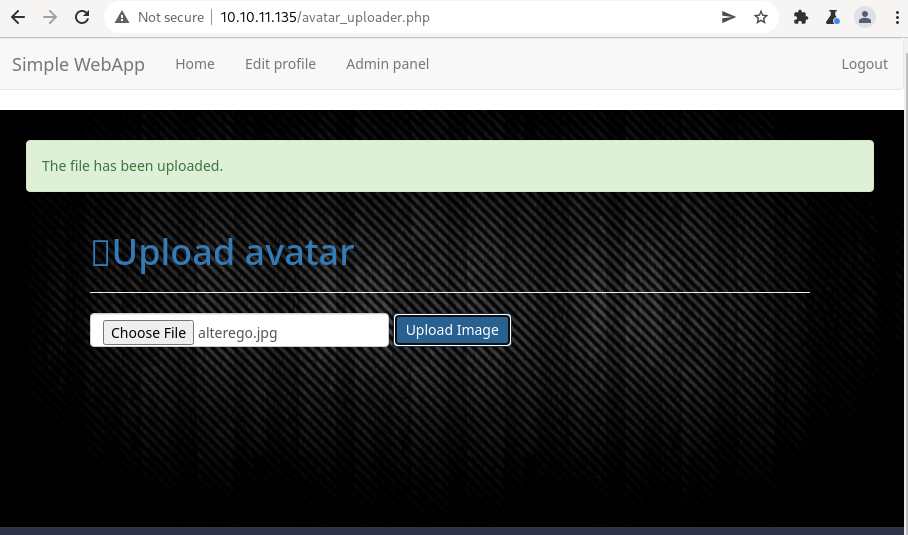 Not secure | 10.10.11.135/avatar_uploader.php
Simple WebApp Home Edit profile Admin panel Logout
The file has been uploaded.
Upload avatar
Choose File alterego.jpg Upload Image